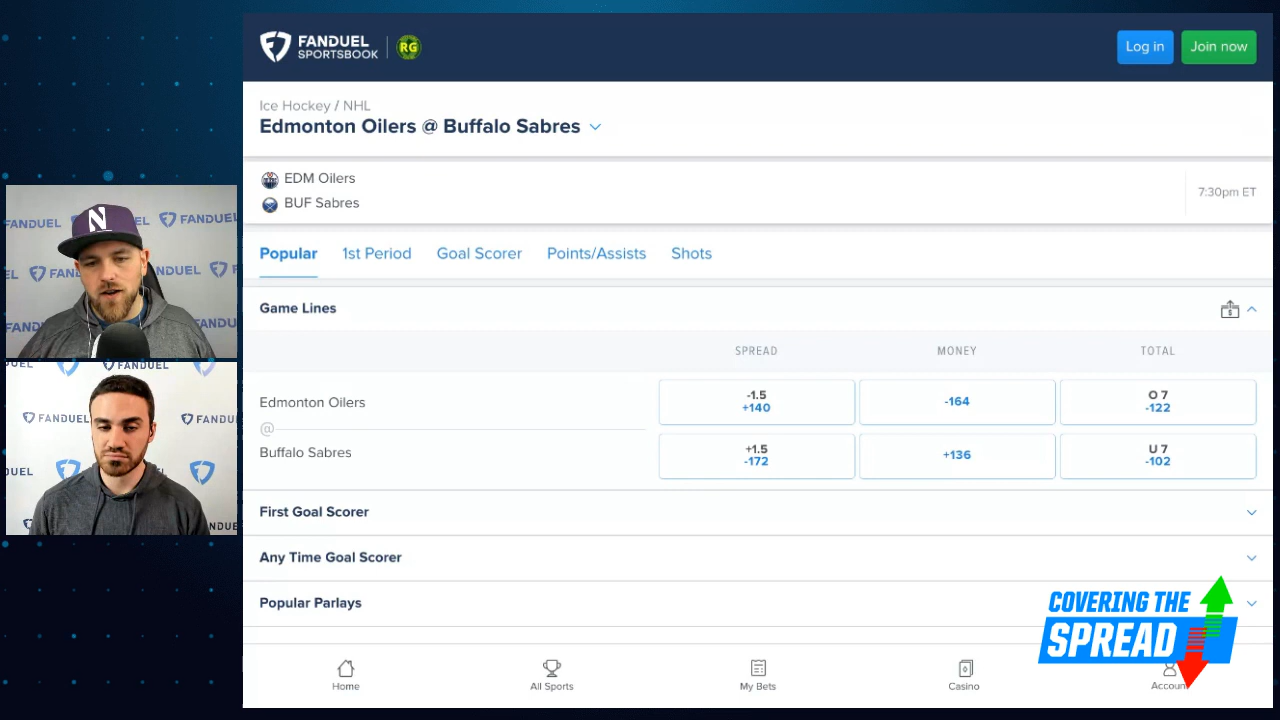 FANDUEL
SPORTSBOOK
RG
Log in
Join now
Ice Hockey / NHL
Edmonton Oilers @ Buffalo Sabres
EDM Oilers
BUF Sabres
7:30pm ET
Popular
1st Period
Goal Scorer
Points/Assists
Shots
Game Lines
SPREAD
MONEY
TOTAL
Edmonton Oilers
-1.5
+140
-164
O 7
-122
@
Buffalo Sabres
+1.5
-172
+136
U 7
-102
First Goal Scorer
Any Time Goal Scorer
Popular Parlays
COVERING THE
SPREAD
Home
All Sports
My Bets
Casino
Accoun
N
FANDUEL
FANDUEL
FANDUEL
FANDUEL